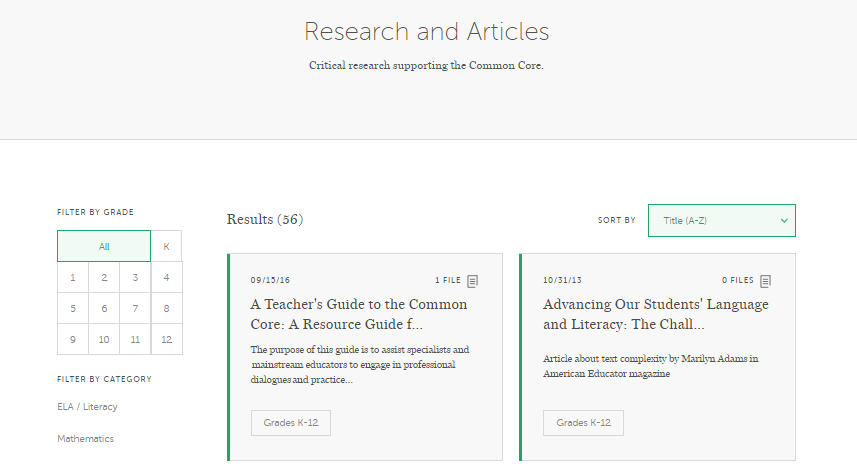 Research and Articles
Critical research supporting the Common Core.
FILTER BY GRADE
All K
1 2 3 4
5 6 7 8
9 10 11 12
FILTER BY CATEGORY
ELA / Literacy
Mathematics
Results (56)
SORT BY Title (A-Z)
09/15/16 1 FILE
A Teacher's Guide to the Common
Core: A Resource Guide f...
The purpose of this guide is to assist specialists and
mainstream educators to engage in professional
dialogues and practice...
Grades K-12
10/31/13 0 FILES
Advancing Our Students' Language
and Literacy: The Chall...
Article about text complexity by Marilyn Adams in
American Educator magazine
Grades K-12